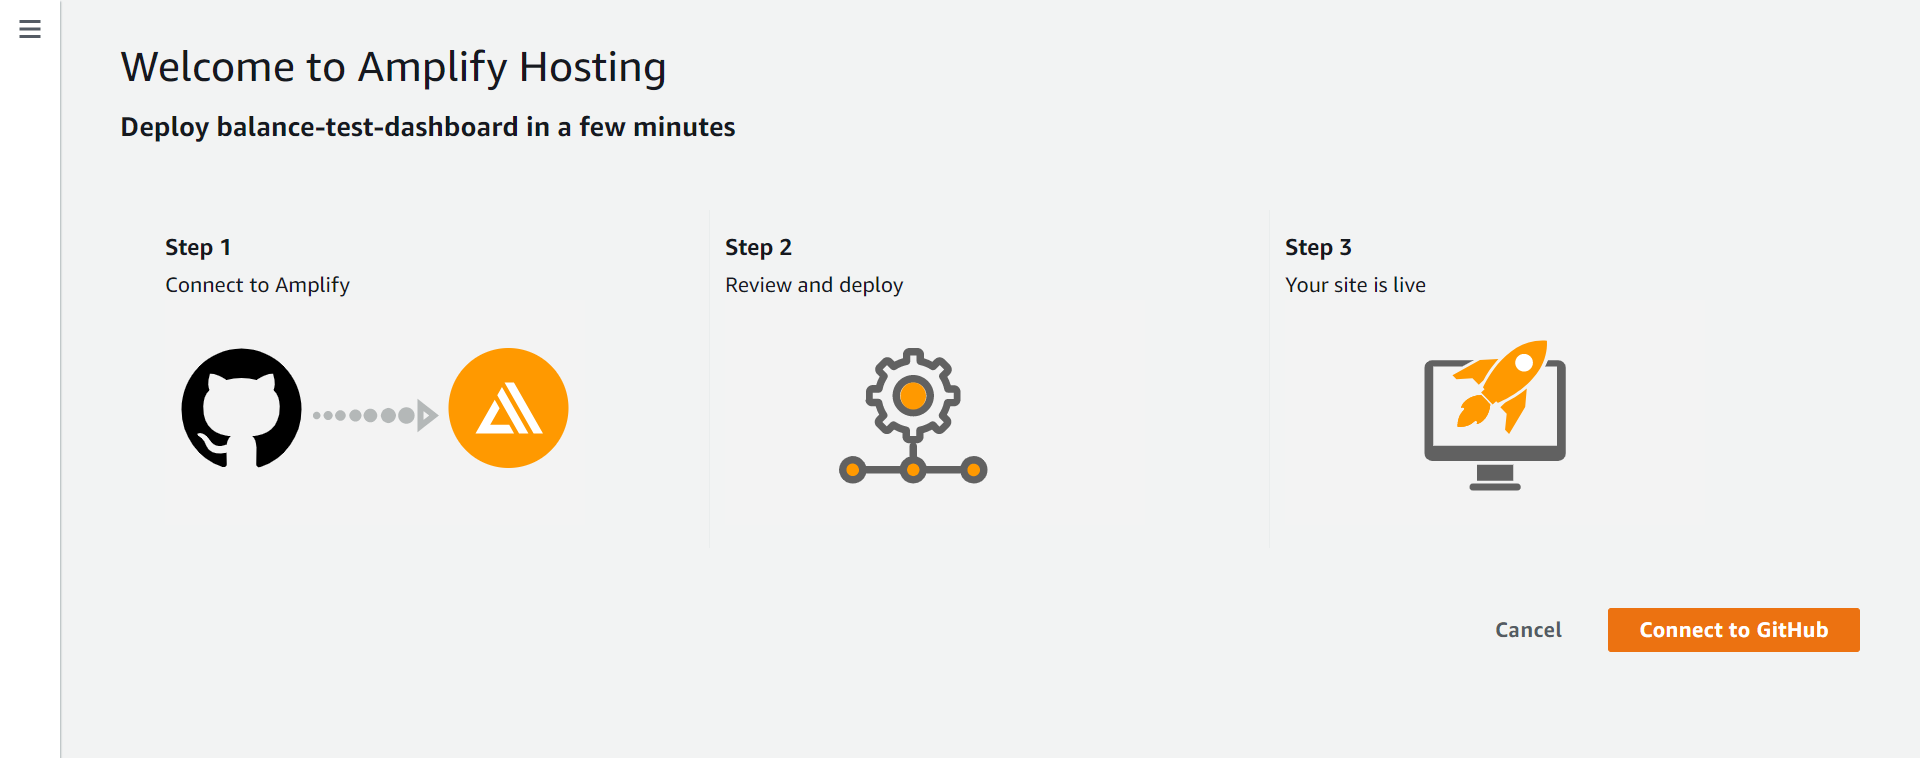 Welcome to Amplify Hosting
Deploy balance-test-dashboard in a few minutes
Step 1
Connect to Amplify
Step 2
Review and deploy
Step 3
Your site is live
Cancel
Connect to GitHub